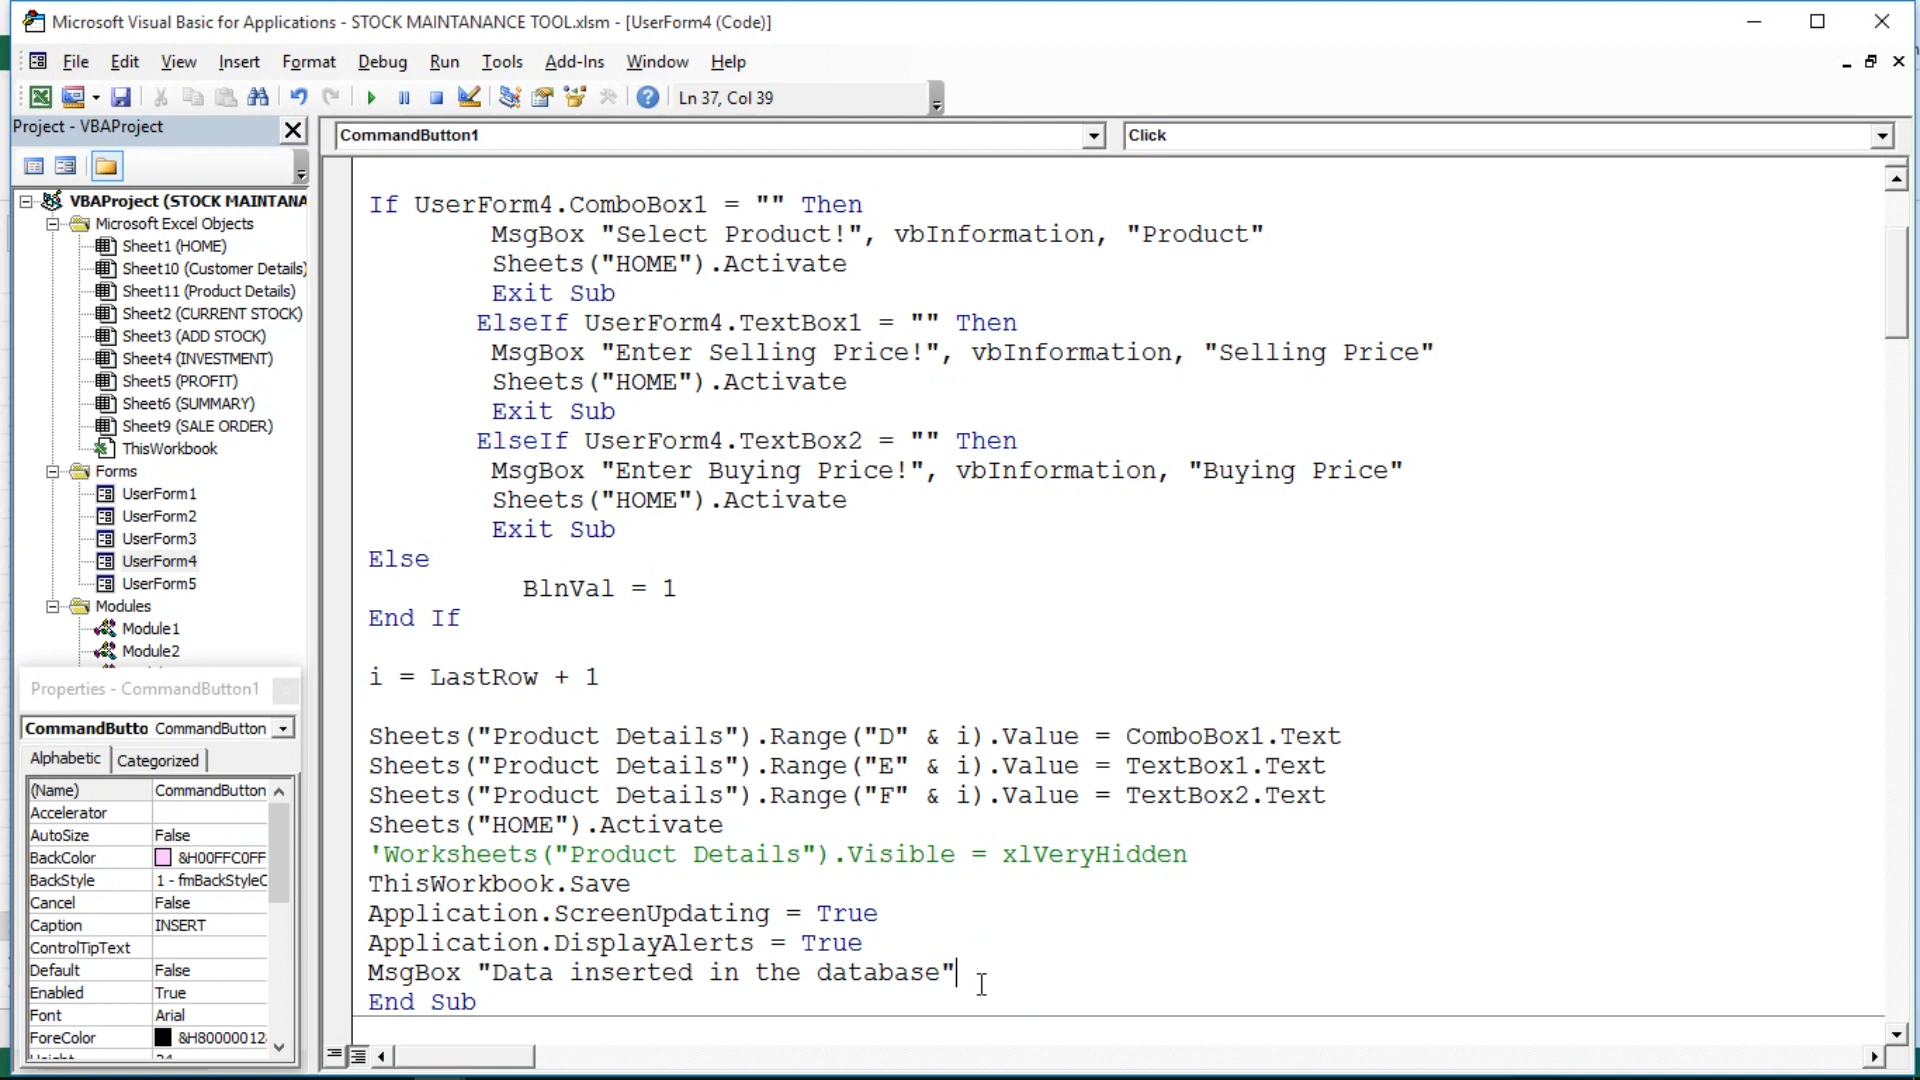 Microsoft Visual Basic for Applications - STOCK MAINTANANCE TOOL.xlsm - [UserForm4 (Code)]
File Edit View Insert Format Debug Run Tools Add-Ins Window Help
Ln 37, Col 39
Project - VBAProject
CommandButton1
Click
VBAProject (STOCK MAINTANA
Microsoft Excel Objects
Sheet1 (HOME)
Sheet10 (Customer Details)
Sheet11 (Product Details)
Sheet2 (CURRENT STOCK)
Sheet3 (ADD STOCK)
Sheet4 (INVESTMENT)
Sheet5 (PROFIT)
Sheet6 (SUMMARY)
Sheet9 (SALE ORDER)
ThisWorkbook
Forms
UserForm1
UserForm2
UserForm3
UserForm4
UserForm5
Modules
Module1
Module2
Properties - CommandButton1
CommandButto CommandButton
Alphabetic Categorized
(Name) CommandButton
Accelerator
AutoSize False
BackColor &H00FFC0FF
BackStyle 1 - fmBackStyleC
Cancel False
Caption INSERT
ControlTipText
Default False
Enabled True
Font Arial
ForeColor &H80000012
If UserForm4.ComboBox1 = "" Then
MsgBox "Select Product!", vbInformation, "Product"
Sheets("HOME").Activate
Exit Sub
ElseIf UserForm4.TextBox1 = "" Then
MsgBox "Enter Selling Price!", vbInformation, "Selling Price"
Sheets("HOME").Activate
Exit Sub
ElseIf UserForm4.TextBox2 = "" Then
MsgBox "Enter Buying Price!", vbInformation, "Buying Price"
Sheets("HOME").Activate
Exit Sub
Else
BlnVal = 1
End If
i = LastRow + 1
Sheets("Product Details").Range("D" & i).Value = ComboBox1.Text
Sheets("Product Details").Range("E" & i).Value = TextBox1.Text
Sheets("Product Details").Range("F" & i).Value = TextBox2.Text
Sheets("HOME").Activate
'Worksheets("Product Details").Visible = xlVeryHidden
ThisWorkbook.Save
Application.ScreenUpdating = True
Application.DisplayAlerts = True
MsgBox "Data inserted in the database"
End Sub